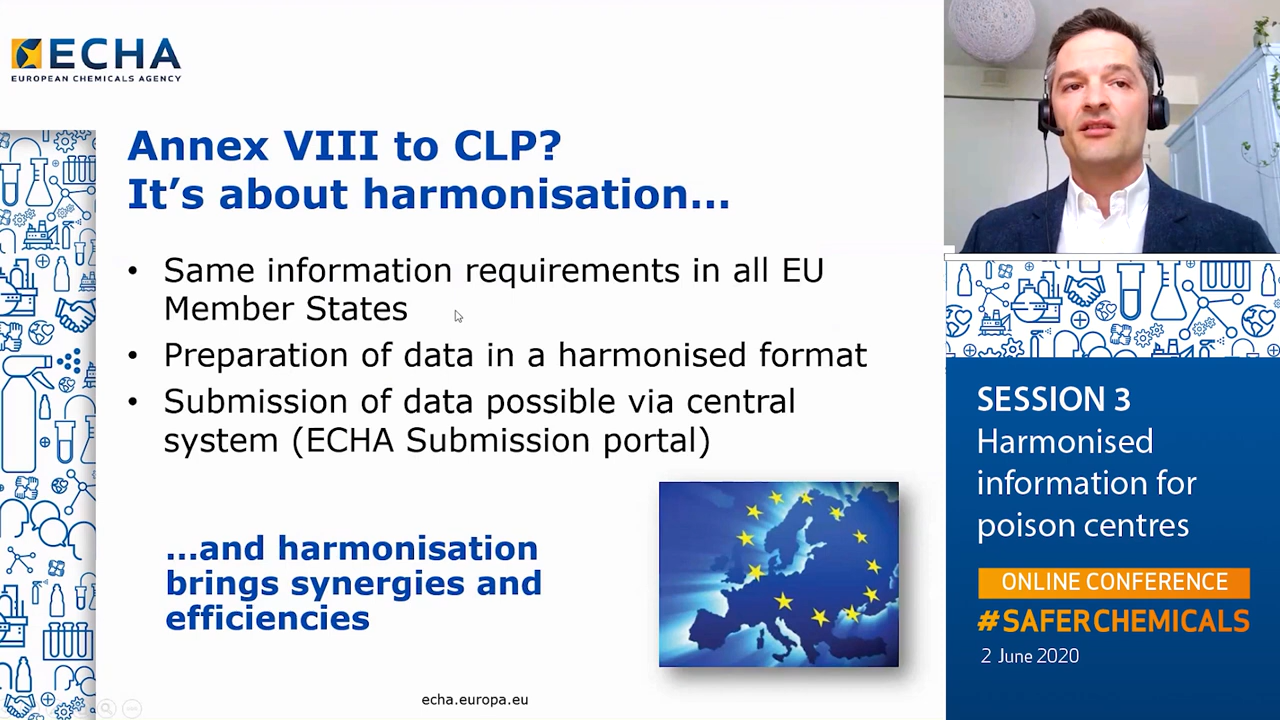 ECHA
EUROPEAN CHEMICALS AGENCY
Annex VIII to CLP?
It's about harmonisation...
• Same information requirements in all EU
Member States
• Preparation of data in a harmonised format
• Submission of data possible via central
system (ECHA Submission portal)
...and harmonisation
brings synergies and
efficiencies
echa.europa.eu
SESSION 3
Harmonised
information for
poison centres
ONLINE CONFERENCE
#SAFERCHEMICALS
2 June 2020